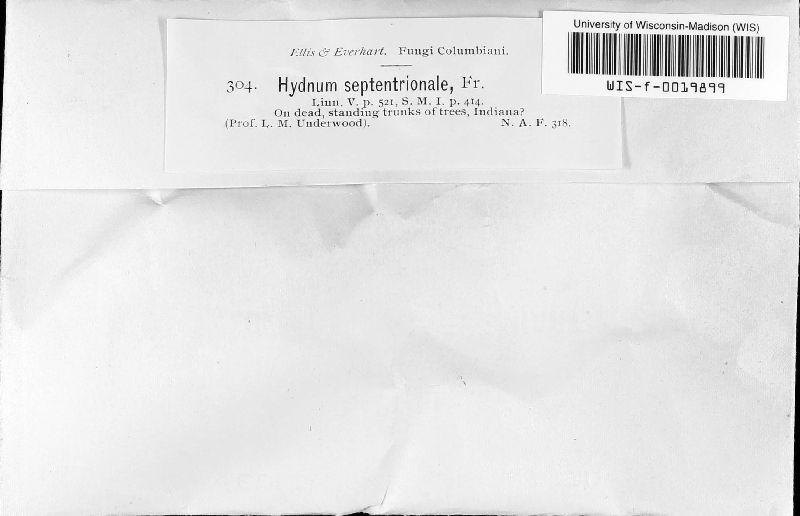 University of Wisconsin-Madison (WIS)
WIS-f-0019899
Ellis & Everhart. Fungi Columbiani.
304. Hydnum septentrionale, Fr.
Linn. V. p. 521, S. M. I. p. 414.
On dead, standing trunks of trees, Indiana?
(Prof. L. M. Underwood). N. A. F. 318.